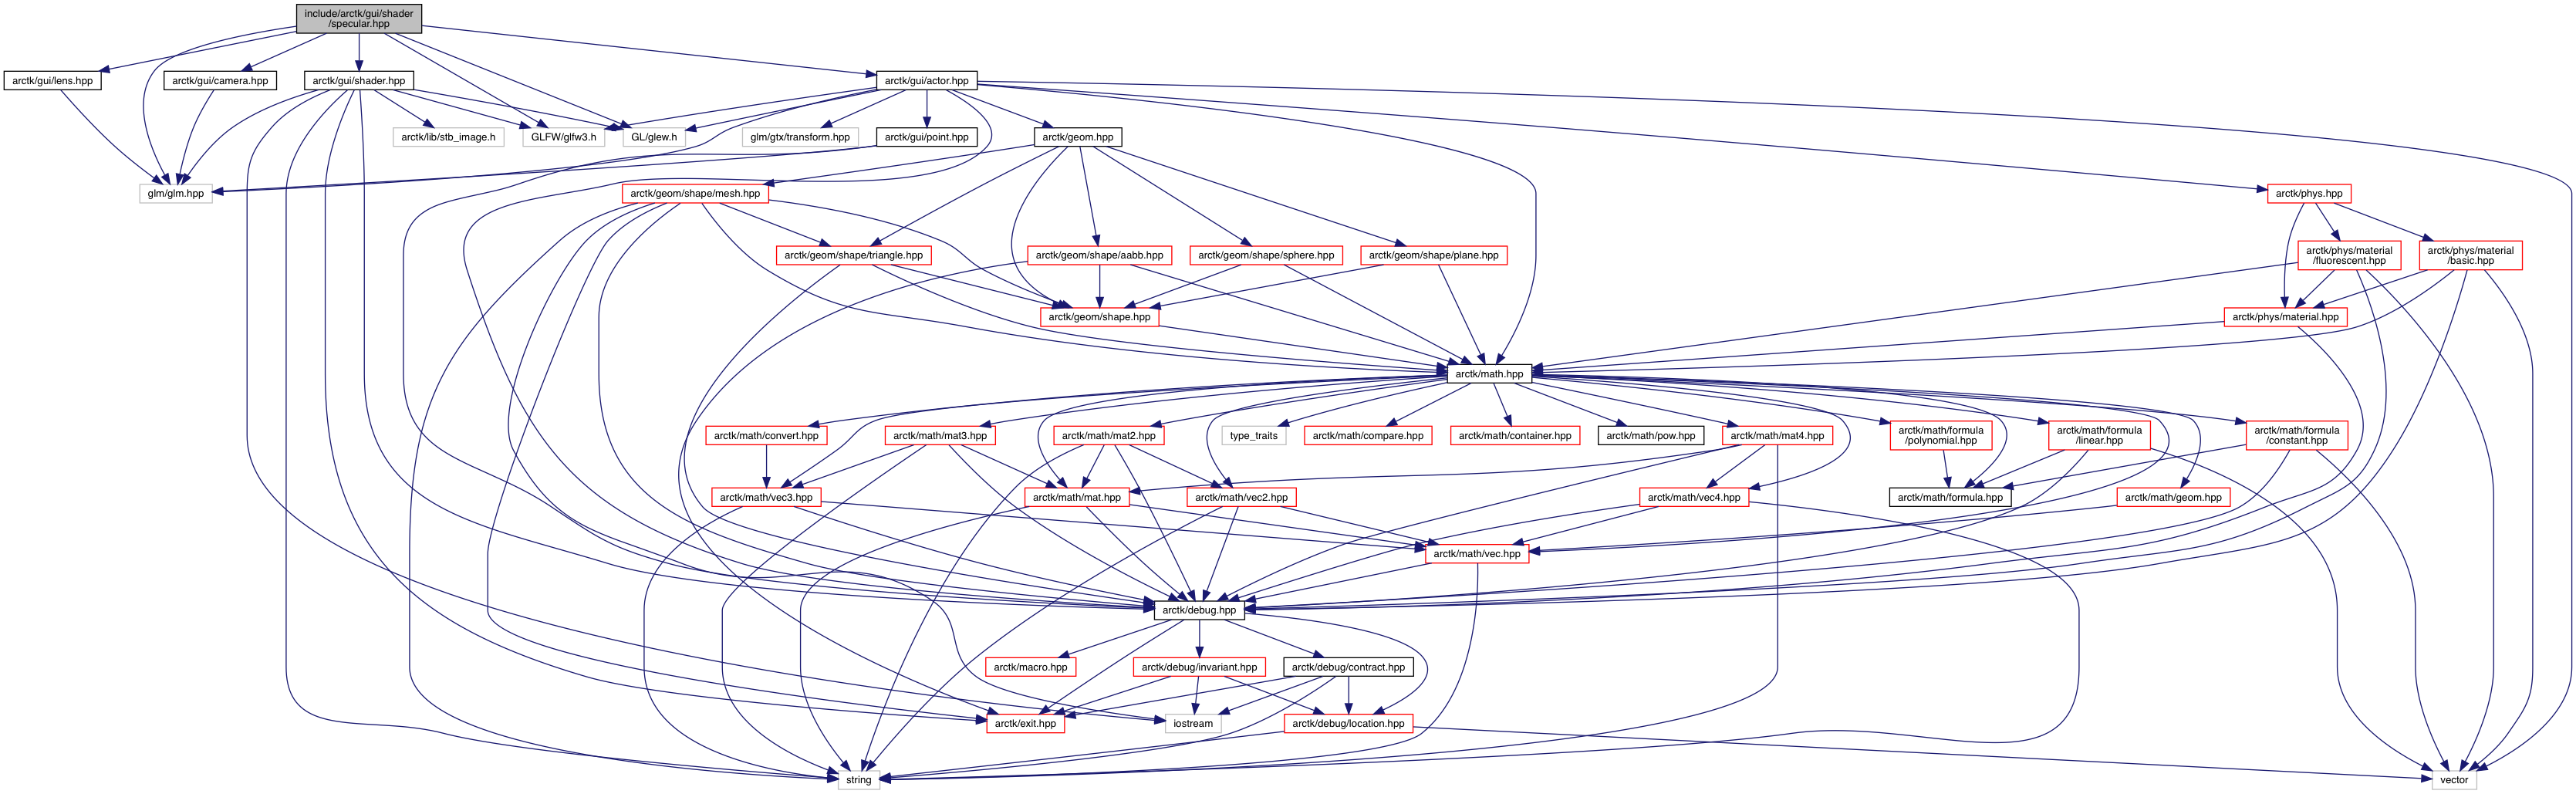 include/arctk/gui/shader
/specular.hpp
arctk/gui/lens.hpp
arctk/gui/camera.hpp
arctk/gui/shader.hpp
arctk/gui/actor.hpp
arctk/lib/stb_image.h
GLFW/glfw3.h
GL/glew.h
glm/gtx/transform.hpp
arctk/gui/point.hpp
arctk/geom.hpp
glm/glm.hpp
arctk/geom/shape/mesh.hpp
arctk/phys.hpp
arctk/geom/shape/triangle.hpp
arctk/geom/shape/aabb.hpp
arctk/geom/shape/sphere.hpp
arctk/geom/shape/plane.hpp
arctk/phys/material
/fluorescent.hpp
arctk/phys/material
/basic.hpp
arctk/geom/shape.hpp
arctk/phys/material.hpp
arctk/math.hpp
arctk/math/convert.hpp
arctk/math/mat3.hpp
arctk/math/mat2.hpp
type_traits
arctk/math/compare.hpp
arctk/math/container.hpp
arctk/math/pow.hpp
arctk/math/mat4.hpp
arctk/math/formula
/polynomial.hpp
arctk/math/formula
/linear.hpp
arctk/math/formula
/constant.hpp
arctk/math/vec3.hpp
arctk/math/mat.hpp
arctk/math/vec2.hpp
arctk/math/vec4.hpp
arctk/math/formula.hpp
arctk/math/geom.hpp
arctk/math/vec.hpp
arctk/debug.hpp
arctk/macro.hpp
arctk/debug/invariant.hpp
arctk/debug/contract.hpp
arctk/exit.hpp
iostream
arctk/debug/location.hpp
string
vector